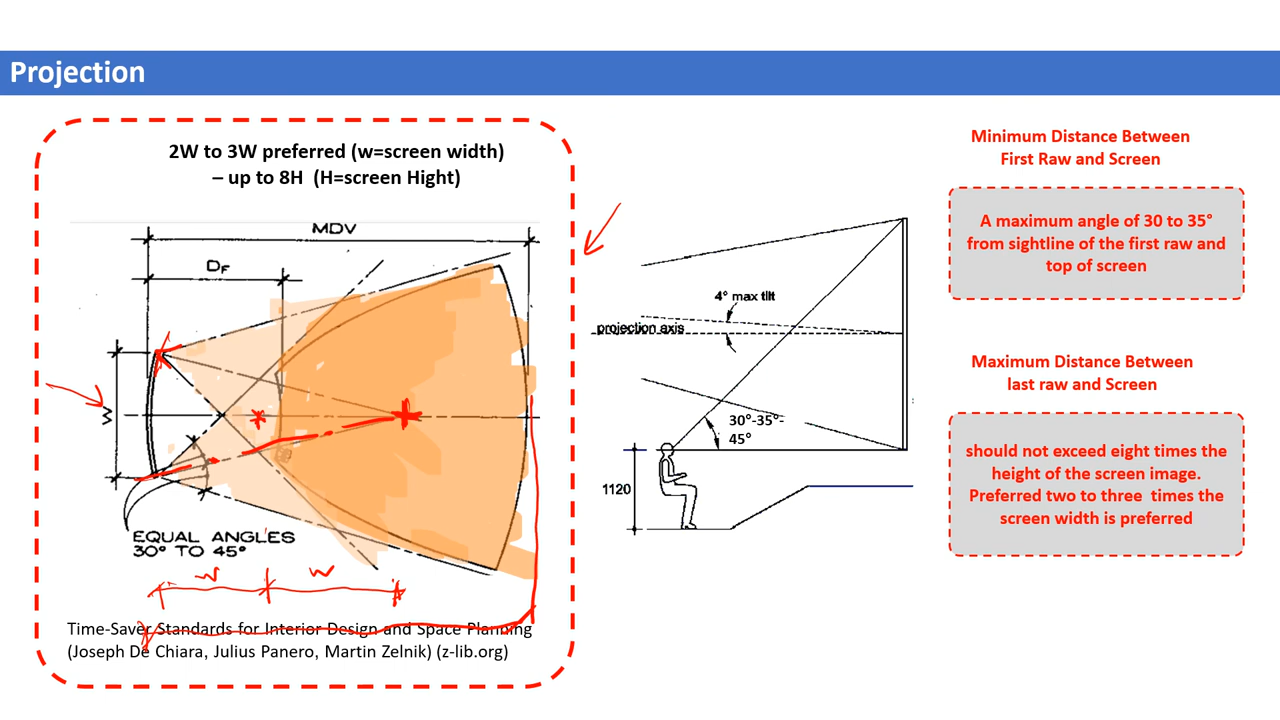 Projection
2W to 3W preferred (w=screen width)
– up to 8H (H=screen Hight)
MDV
DF
W
EQUAL ANGLES
30° TO 45°
w w
Time-Saver Standards for Interior Design and Space Planning
(Joseph De Chiara, Julius Panero, Martin Zelnik) (z-lib.org)
4° max tilt
projection axis
30°-35°-
45°
1120
Minimum Distance Between
First Raw and Screen
A maximum angle of 30 to 35°
from sightline of the first raw and
top of screen
Maximum Distance Between
last raw and Screen
should not exceed eight times the
height of the screen image.
Preferred two to three times the
screen width is preferred